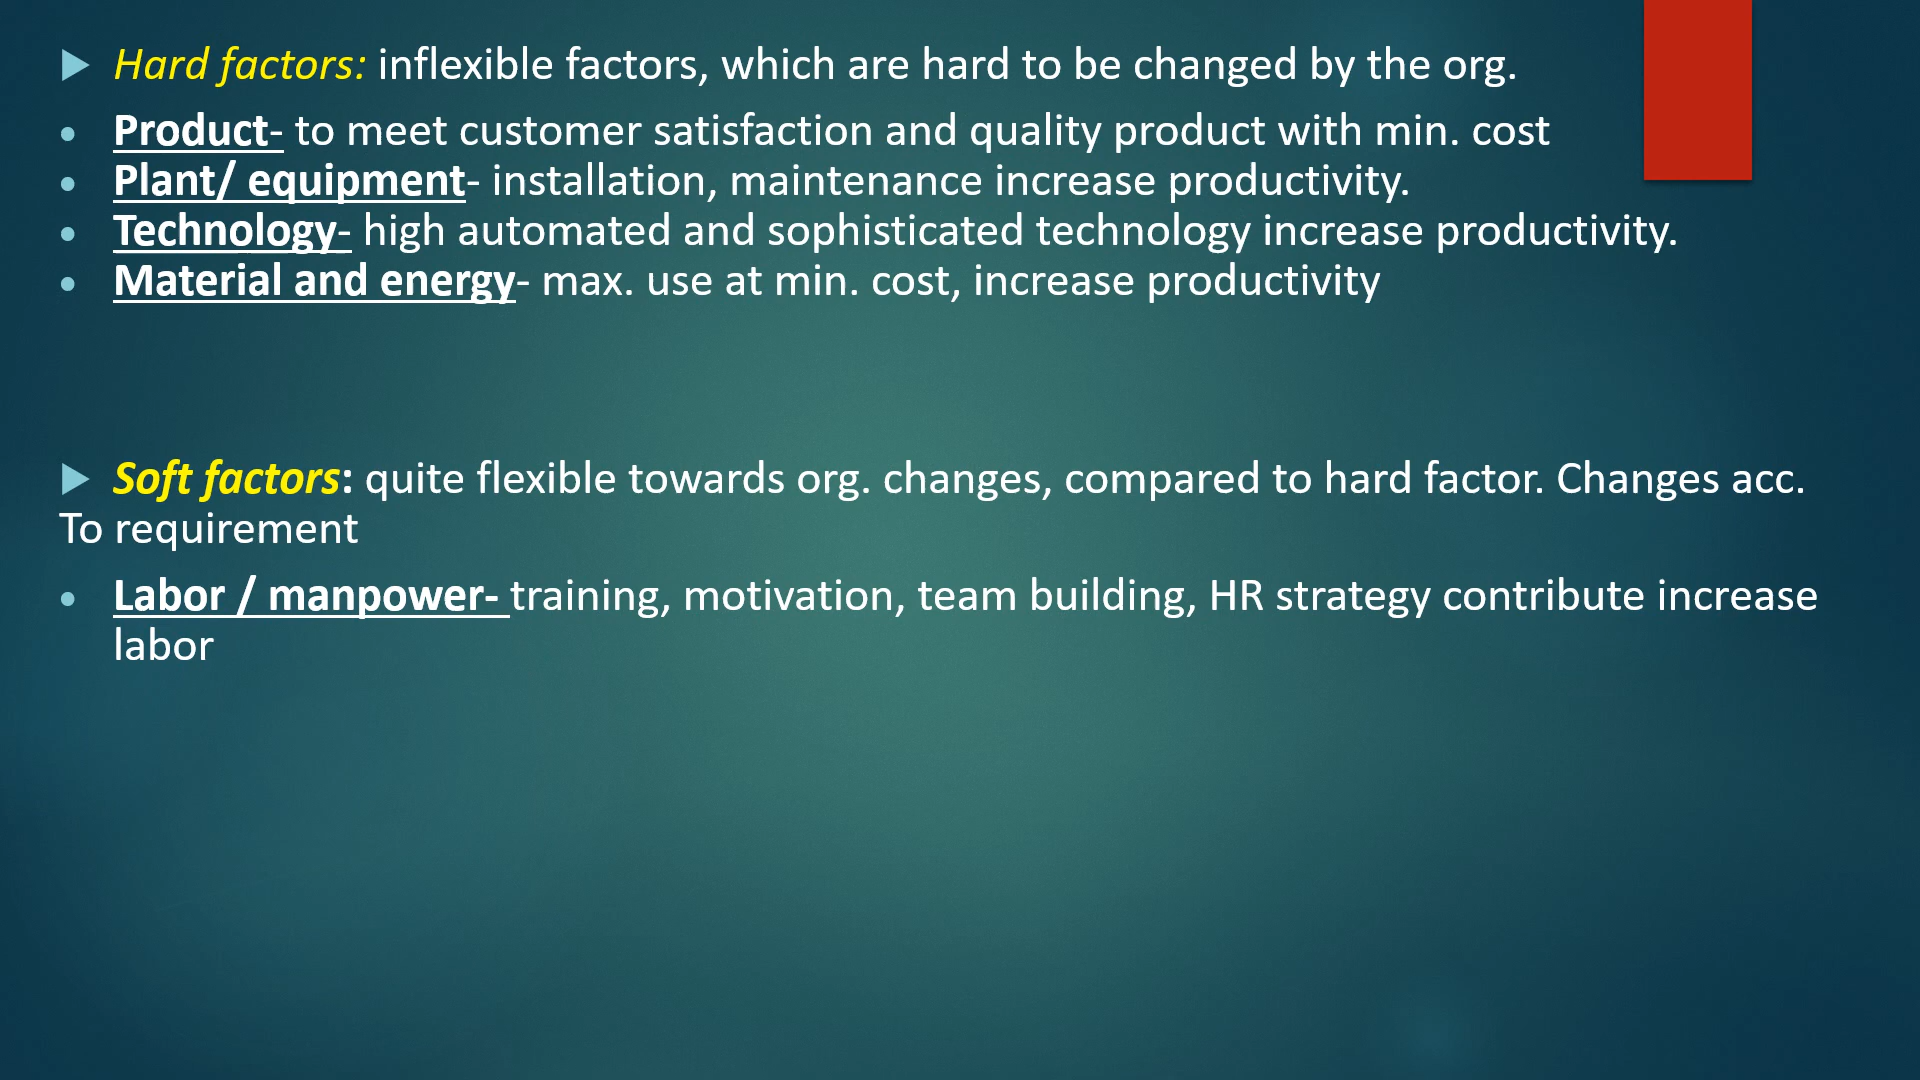 Hard factors: inflexible factors, which are hard to be changed by the org.
Product- to meet customer satisfaction and quality product with min. cost
Plant/ equipment- installation, maintenance increase productivity.
Technology- high automated and sophisticated technology increase productivity.
Material and energy- max. use at min. cost, increase productivity
Soft factors: quite flexible towards org. changes, compared to hard factor. Changes acc.
To requirement
Labor / manpower- training, motivation, team building, HR strategy contribute increase
labor